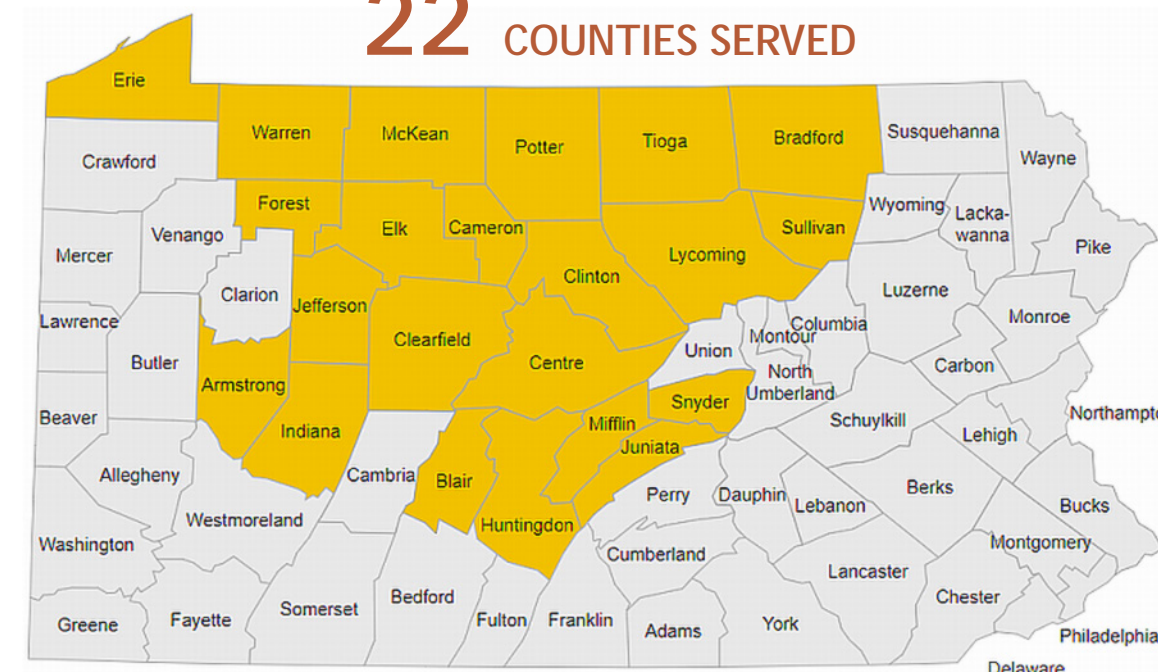 22 COUNTIES SERVED
Erie
Warren
McKean
Potter
Tioga
Bradford
Susquehanna
Wayne
Crawford
Forest
Elk
Cameron
Sullivan
Wyoming
Lacka-
wanna
Pike
Mercer
Venango
Clinton
Lycoming
Clarion
Jefferson
Luzerne
Lawrence
Butler
Clearfield
Centre
Union
Montour
Columbia
Monroe
Carbon
Armstrong
North
Umberland
Snyder
Beaver
Indiana
Mifflin
Juniata
Schuylkill
Lehigh
Northampto
Allegheny
Cambria
Blair
Huntingdon
Perry
Dauphin
Lebanon
Berks
Bucks
Westmoreland
Washington
Cumberland
Montgomery
Lancaster
Chester
Greene
Fayette
Somerset
Bedford
Fulton
Franklin
Adams
York
Philadelphia
Delaware